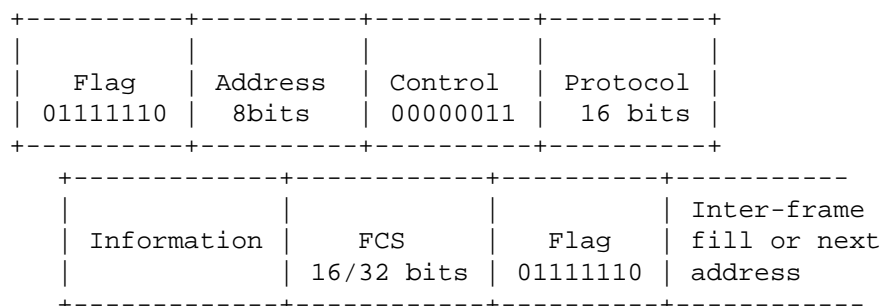 +----------+----------+----------+----------+
| | | | |
| Flag | Address | Control | Protocol |
| 01111110 | 8bits | 00000011 | 16 bits |
+----------+----------+----------+----------+
+-------------+------------+----------+-----------
| | | | Inter-frame
| Information | FCS | Flag | fill or next
| | 16/32 bits | 01111110 | address
+-------------+------------+----------+------------